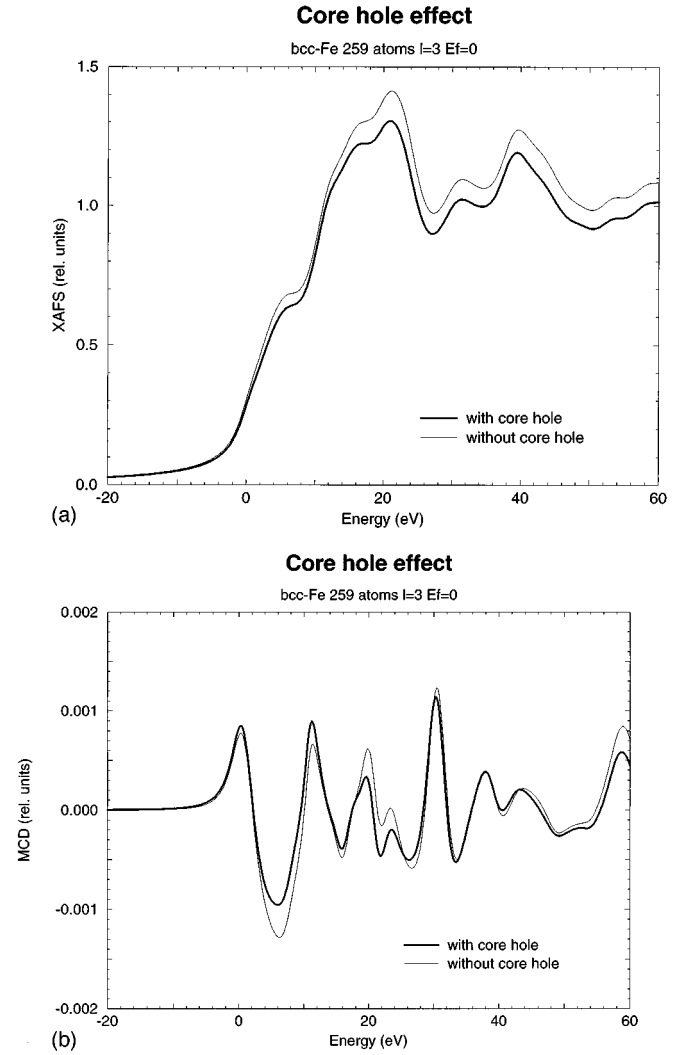 Core hole effect
bcc-Fe 259 atoms l=3 Ef=0
1.5
1.0
0.5
0.0
XAFS (rel. units)
with core hole
without core hole
-20
0
20
40
60
Energy (eV)
(a)
Core hole effect
bcc-Fe 259 atoms l=3 Ef=0
0.002
0.001
0.000
-0.001
-0.002
MCD (rel. units)
with core hole
without core hole
-20
0
20
40
60
Energy (eV)
(b)